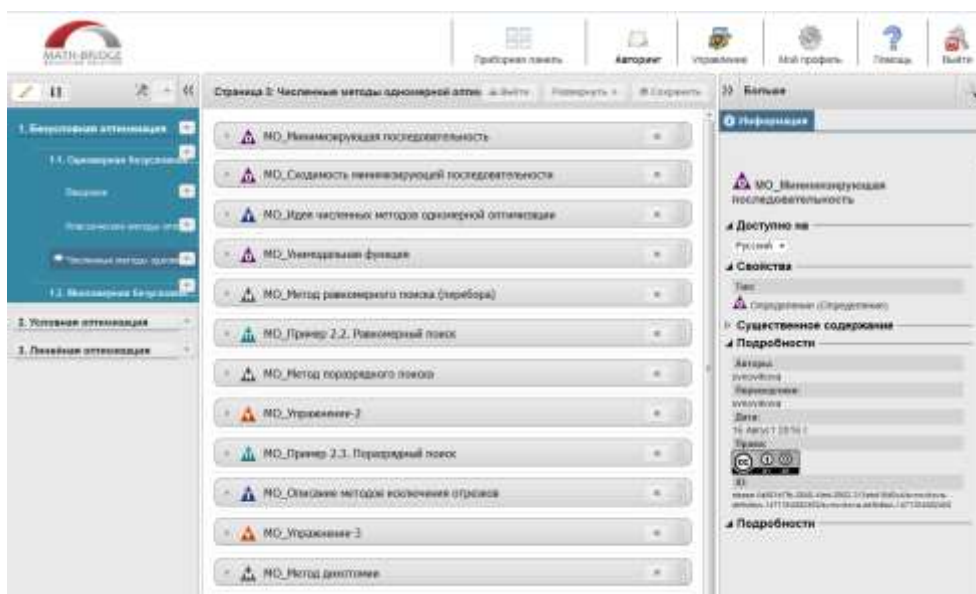 MATH-BRIDGE
Приборная панель
Авторинг
Управление
Мой профиль
Помощь
Выйти
1. Безусловная оптимизация
1.1. Одномерная безуслов
Введение
Классические методы опти
Численные методы одном
1.2. Многомерная безусловн
2. Условная оптимизация
3. Линейная оптимизация
Страница 3: Численные методы одномерной оптим
Выйти
Развернуть
Сохранить
МО_Минимизирующая последовательность
МО_Сходимость минимизирующей последовательности
МО_Идея численных методов одномерной оптимизации
МО_Унимодальная функция
МО_Метод равномерного поиска (перебора)
МО_Пример 2.2. Равномерный поиск
МО_Метод поразрядного поиска
МО_Упражнение-2
МО_Пример 2.3. Поразрядный поиск
МО_Описание методов исключения отрезков
МО_Упражнение-3
МО_Метод дихотомии
Больше
Информация
МО_Минимизирующая
последовательность
Доступно на
Русский
Свойства
Тип:
Определение (Определение)
Существенное содержание
Подробности
Авторы:
Дата:
Права:
ID:
Подробности